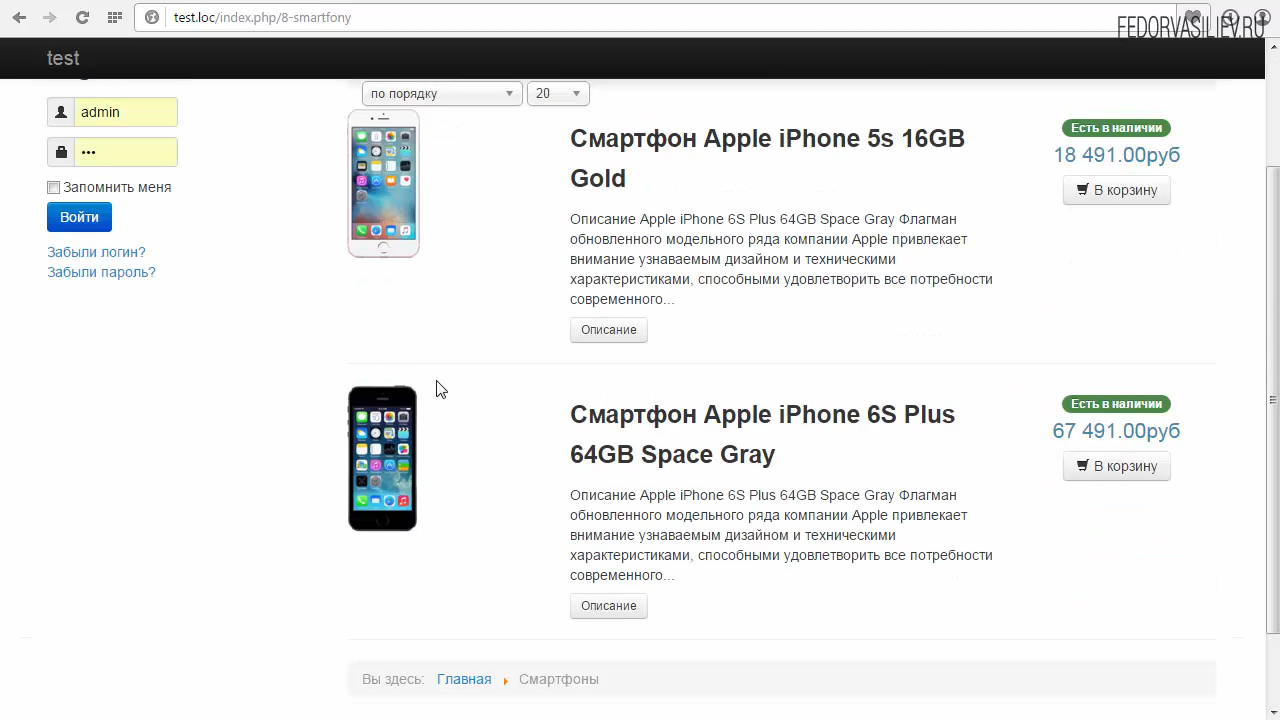 test.loc/index.php/8-smartfony
FEDORVASILIEV.RU
test
по порядку
20
admin
•••
Запомнить меня
Войти
Забыли логин?
Забыли пароль?
Смартфон Apple iPhone 5s 16GB
Gold
Описание Apple iPhone 6S Plus 64GB Space Gray Флагман
обновленного модельного ряда компании Apple привлекает
внимание узнаваемым дизайном и техническими
характеристиками, способными удовлетворить все потребности
современного...
Описание
Есть в наличии
18 491.00руб
В корзину
Смартфон Apple iPhone 6S Plus
64GB Space Gray
Описание Apple iPhone 6S Plus 64GB Space Gray Флагман
обновленного модельного ряда компании Apple привлекает
внимание узнаваемым дизайном и техническими
характеристиками, способными удовлетворить все потребности
современного...
Описание
Есть в наличии
67 491.00руб
В корзину
Вы здесь: Главная Смартфоны